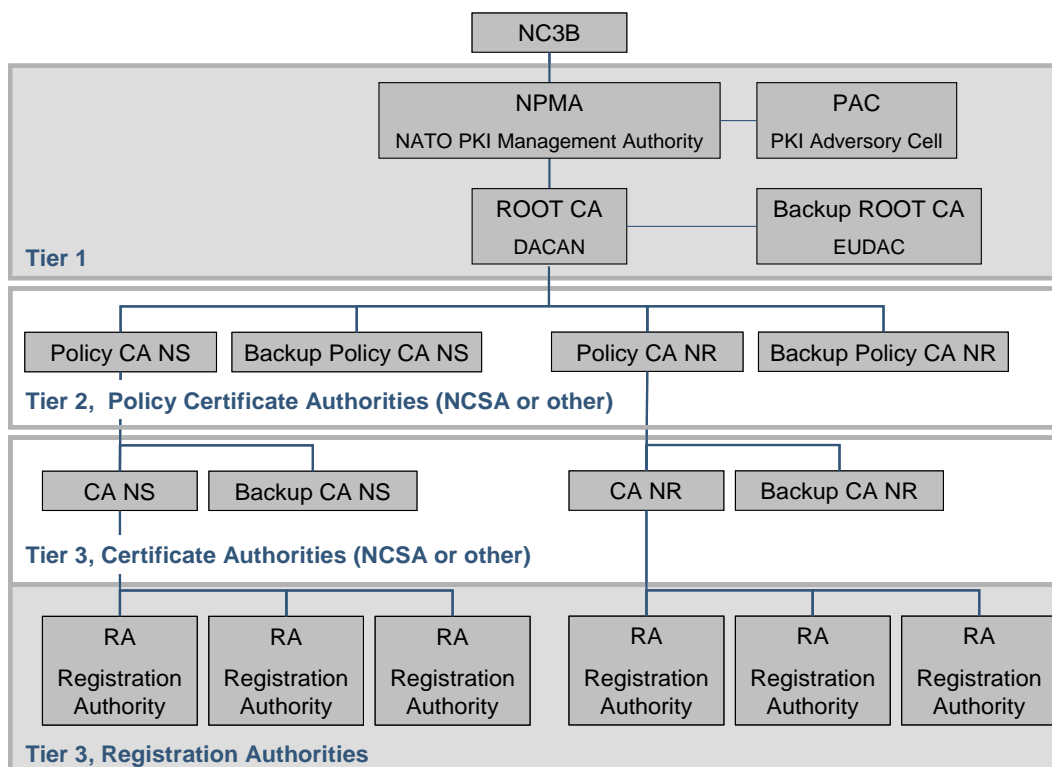 NC3B
NPMA
NATO PKI Management Authority
PAC
PKI Adversory Cell
ROOT CA
DACAN
Backup ROOT CA
EUDAC
Tier 1
Policy CA NS
Backup Policy CA NS
Policy CA NR
Backup Policy CA NR
Tier 2, Policy Certificate Authorities (NCSA or other)
CA NS
Backup CA NS
CA NR
Backup CA NR
Tier 3, Certificate Authorities (NCSA or other)
RA
Registration
Authority
RA
Registration
Authority
RA
Registration
Authority
RA
Registration
Authority
RA
Registration
Authority
RA
Registration
Authority
Tier 3, Registration Authorities